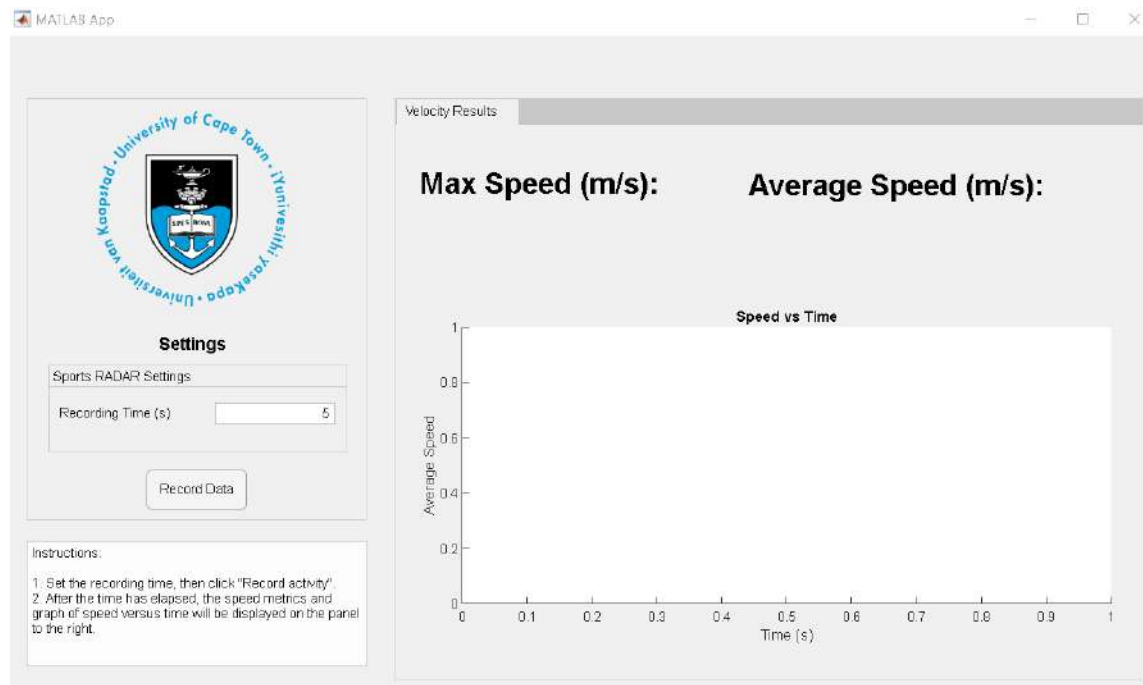 MATLAB App
University of Cape Town · iYunivesithi yaseKapa · Universiteit van Kaapstad ·
SPES BONA
Settings
Sports RADAR Settings
Recording Time (s)
5
Record Data
Instructions:
1. Set the recording time, then click "Record activity".
2. After the time has elapsed, the speed metrics and
graph of speed versus time will be displayed on the panel
to the right.
Velocity Results
Max Speed (m/s):
Average Speed (m/s):
Speed vs Time
1
0.8
0.6
0.4
0.2
0
Average Speed
0 0.1 0.2 0.3 0.4 0.5 0.6 0.7 0.8 0.9 1
Time (s)